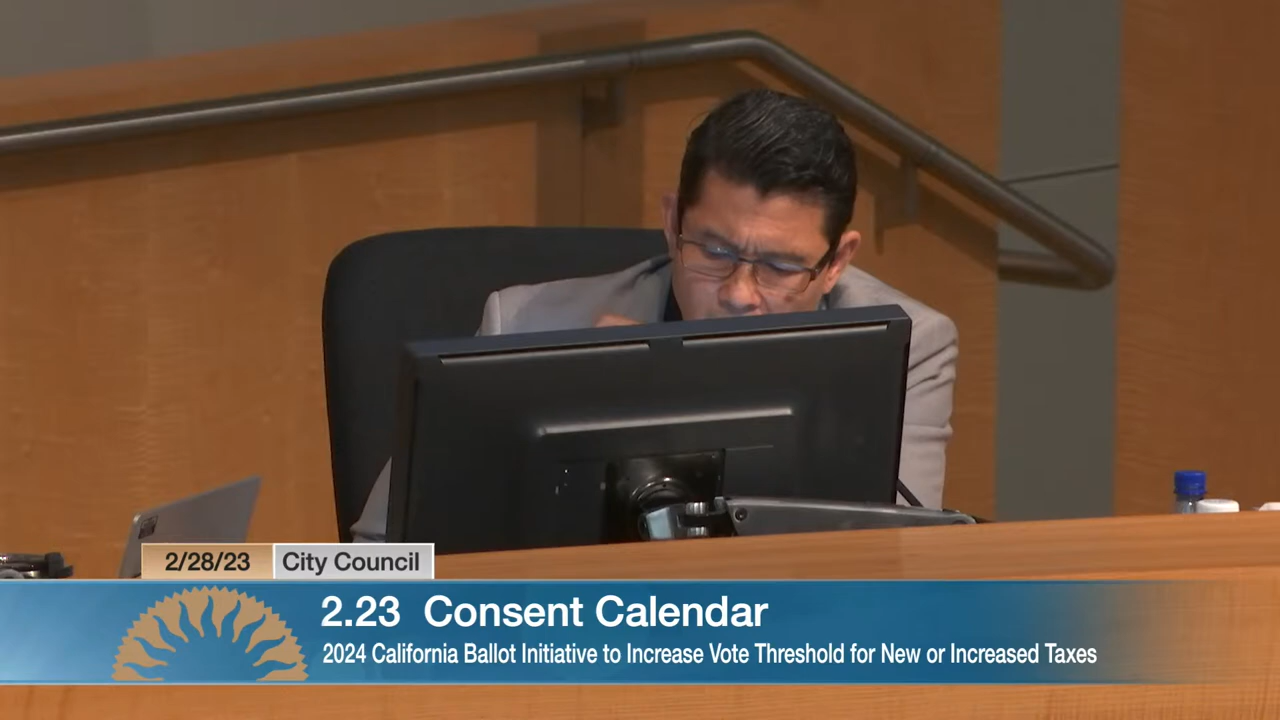 2/28/23 City Council
2.23 Consent Calendar
2024 California Ballot Initiative to Increase Vote Threshold for New or Increased Taxes